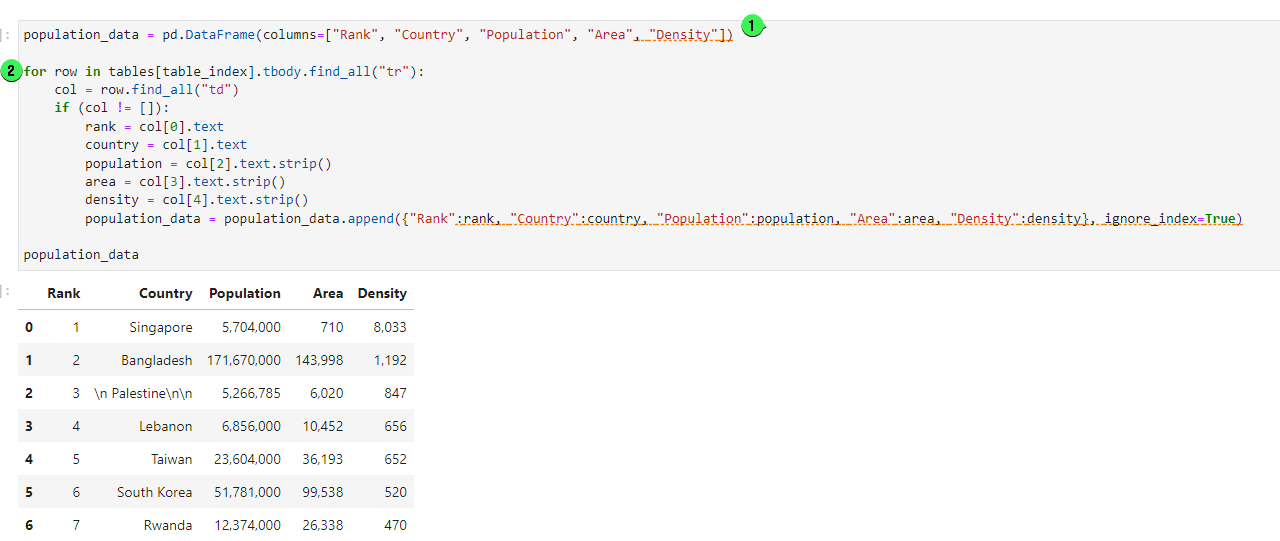 ]: population_data = pd.DataFrame(columns=["Rank", "Country", "Population", "Area", "Density"]) 1
2 for row in tables[table_index].tbody.find_all("tr"):
col = row.find_all("td")
if (col != []):
rank = col[0].text
country = col[1].text
population = col[2].text.strip()
area = col[3].text.strip()
density = col[4].text.strip()
population_data = population_data.append({"Rank":rank, "Country":country, "Population":population, "Area":area, "Density":density}, ignore_index=True)
population_data
]: Rank Country Population Area Density
0 1 Singapore 5,704,000 710 8,033
1 2 Bangladesh 171,670,000 143,998 1,192
2 3 \n Palestine\n\n 5,266,785 6,020 847
3 4 Lebanon 6,856,000 10,452 656
4 5 Taiwan 23,604,000 36,193 652
5 6 South Korea 51,781,000 99,538 520
6 7 Rwanda 12,374,000 26,338 470